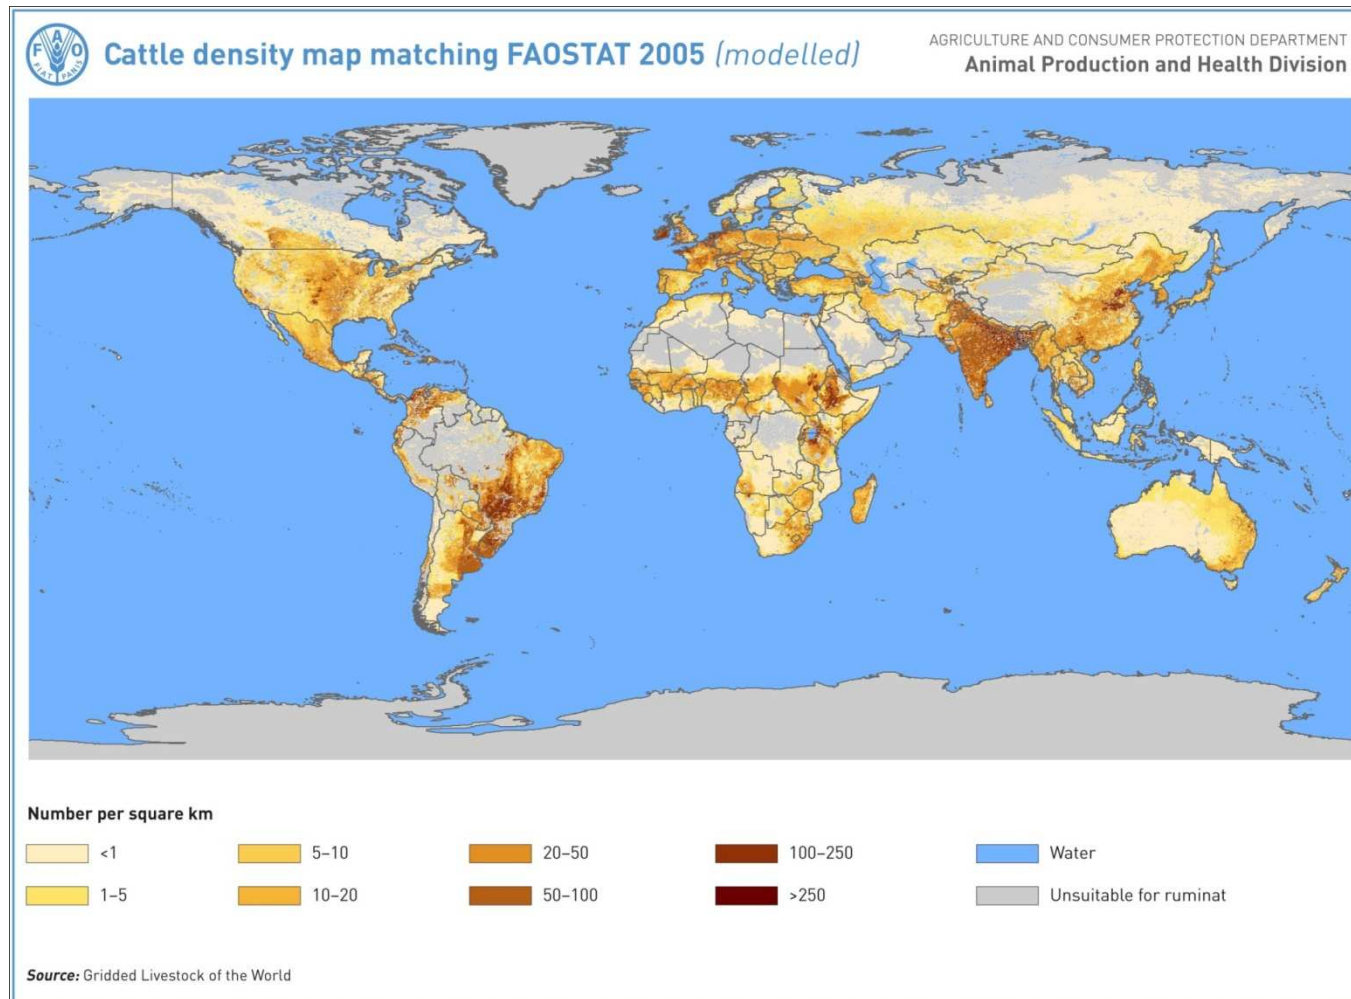 F A O
FIAT PANIS
Cattle density map matching FAOSTAT 2005 (modelled)
AGRICULTURE AND CONSUMER PROTECTION DEPARTMENT
Animal Production and Health Division
Number per square km
<1
5–10
20–50
100–250
Water
1–5
10–20
50–100
>250
Unsuitable for ruminat
Source: Gridded Livestock of the World